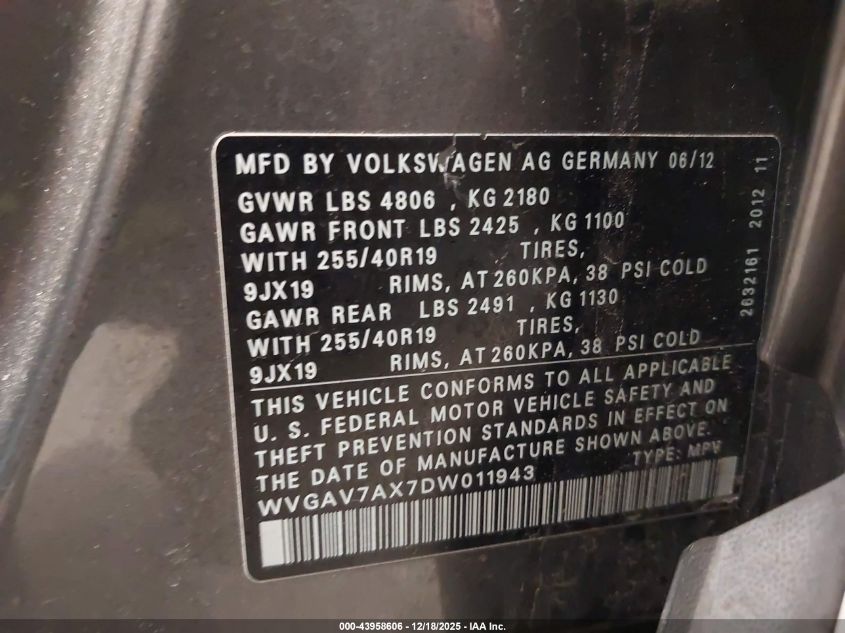 MFD BY VOLKSWAGEN AG GERMANY 06/12
GVWR LBS 4806 , KG 2180
GAWR FRONT LBS 2425 , KG 1100
WITH 255/40R19 TIRES,
9JX19 RIMS, AT 260KPA, 38 PSI COLD
GAWR REAR LBS 2491 , KG 1130
WITH 255/40R19 TIRES,
9JX19 RIMS, AT 260KPA, 38 PSI COLD
THIS VEHICLE CONFORMS TO ALL APPLICABLE
U. S. FEDERAL MOTOR VEHICLE SAFETY AND
THEFT PREVENTION STANDARDS IN EFFECT ON
THE DATE OF MANUFACTURE SHOWN ABOVE.
WVGAV7AX7DW011943 TYPE: MPV
2632161 2012 11
000-43958606 - 12/18/2025 - IAA Inc.